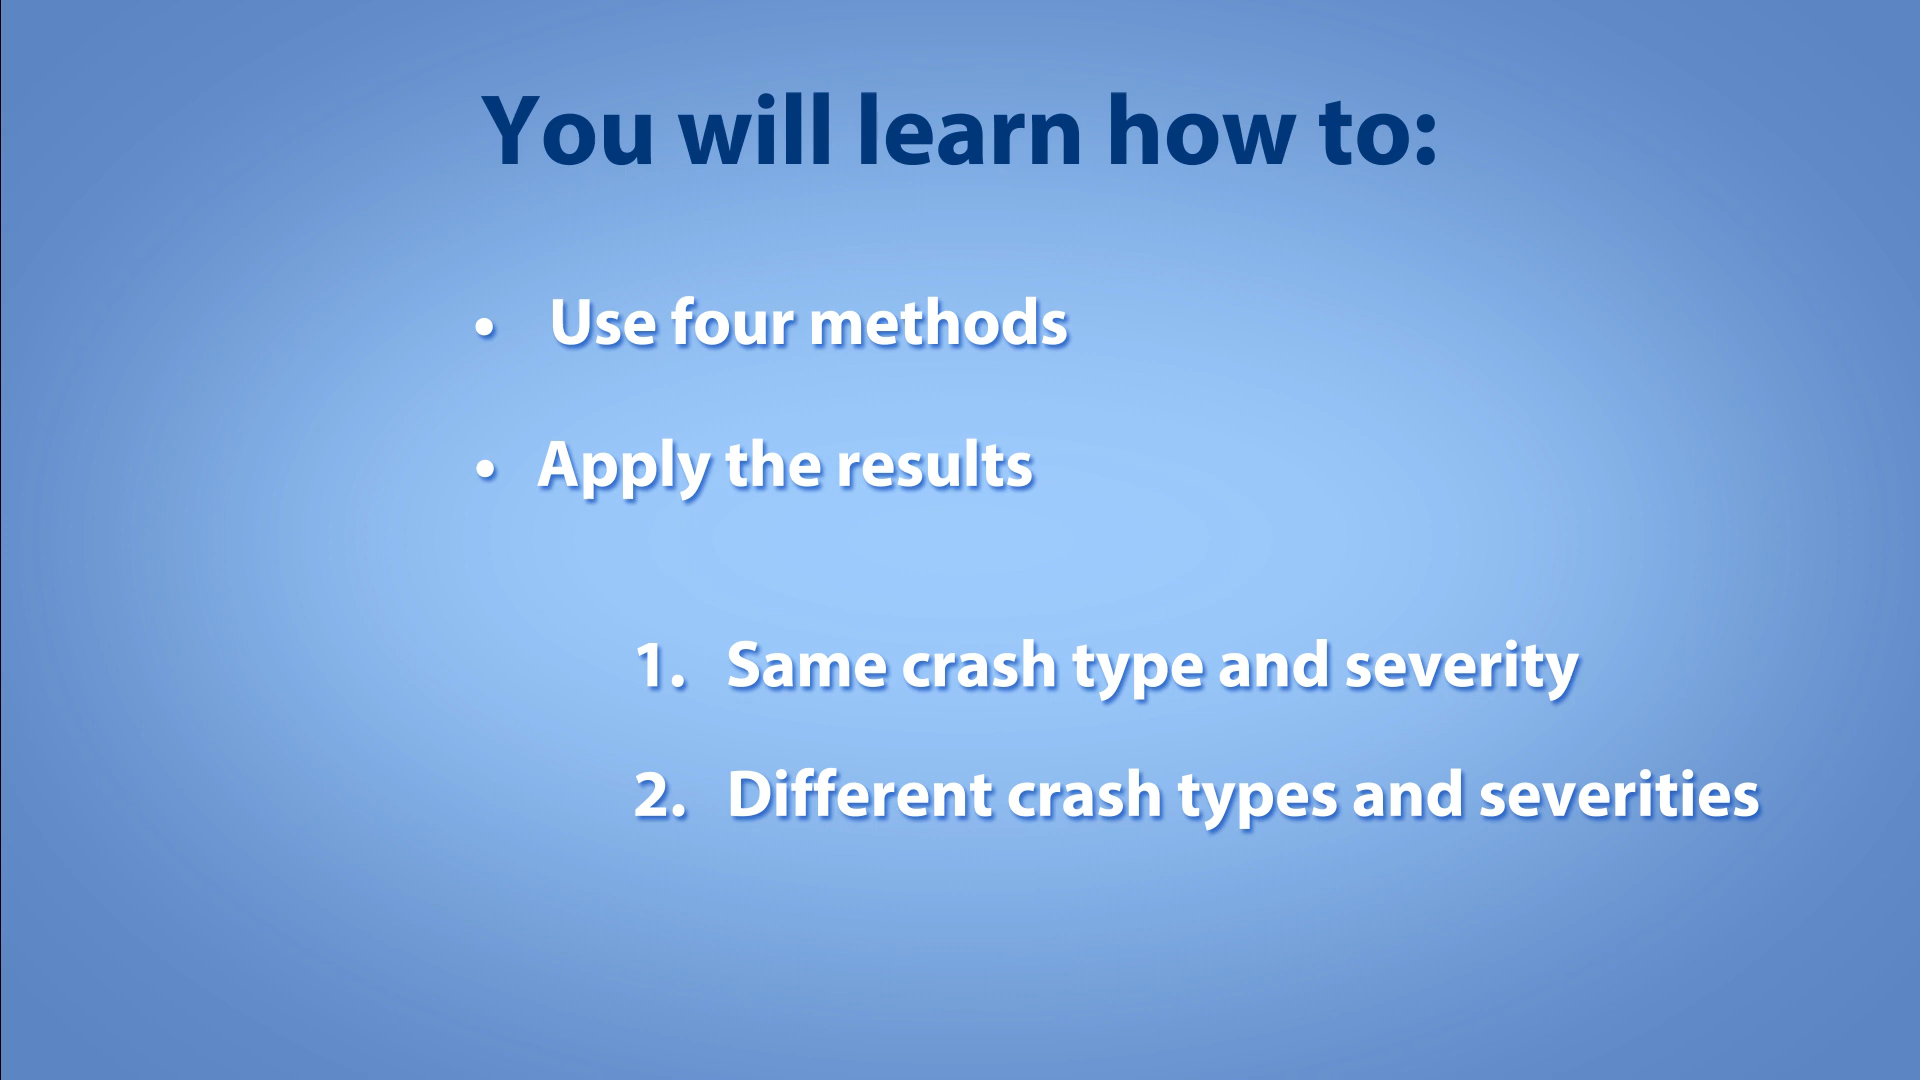 You will learn how to:
• Use four methods
• Apply the results
1. Same crash type and severity
2. Different crash types and severities